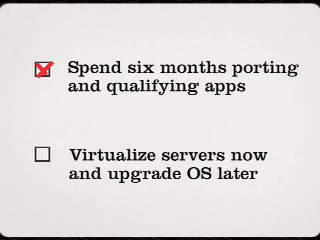 Spend six months porting
and qualifying apps
Virtualize servers now
and upgrade OS later